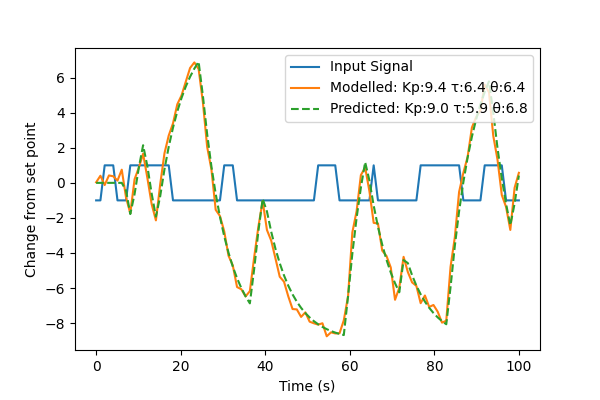 Input Signal
Modelled: Kp:9.4 τ:6.4 θ:6.4
Predicted: Kp:9.0 τ:5.9 θ:6.8
Change from set point
6
4
2
0
−2
−4
−6
−8
0 20 40 60 80 100
Time (s)